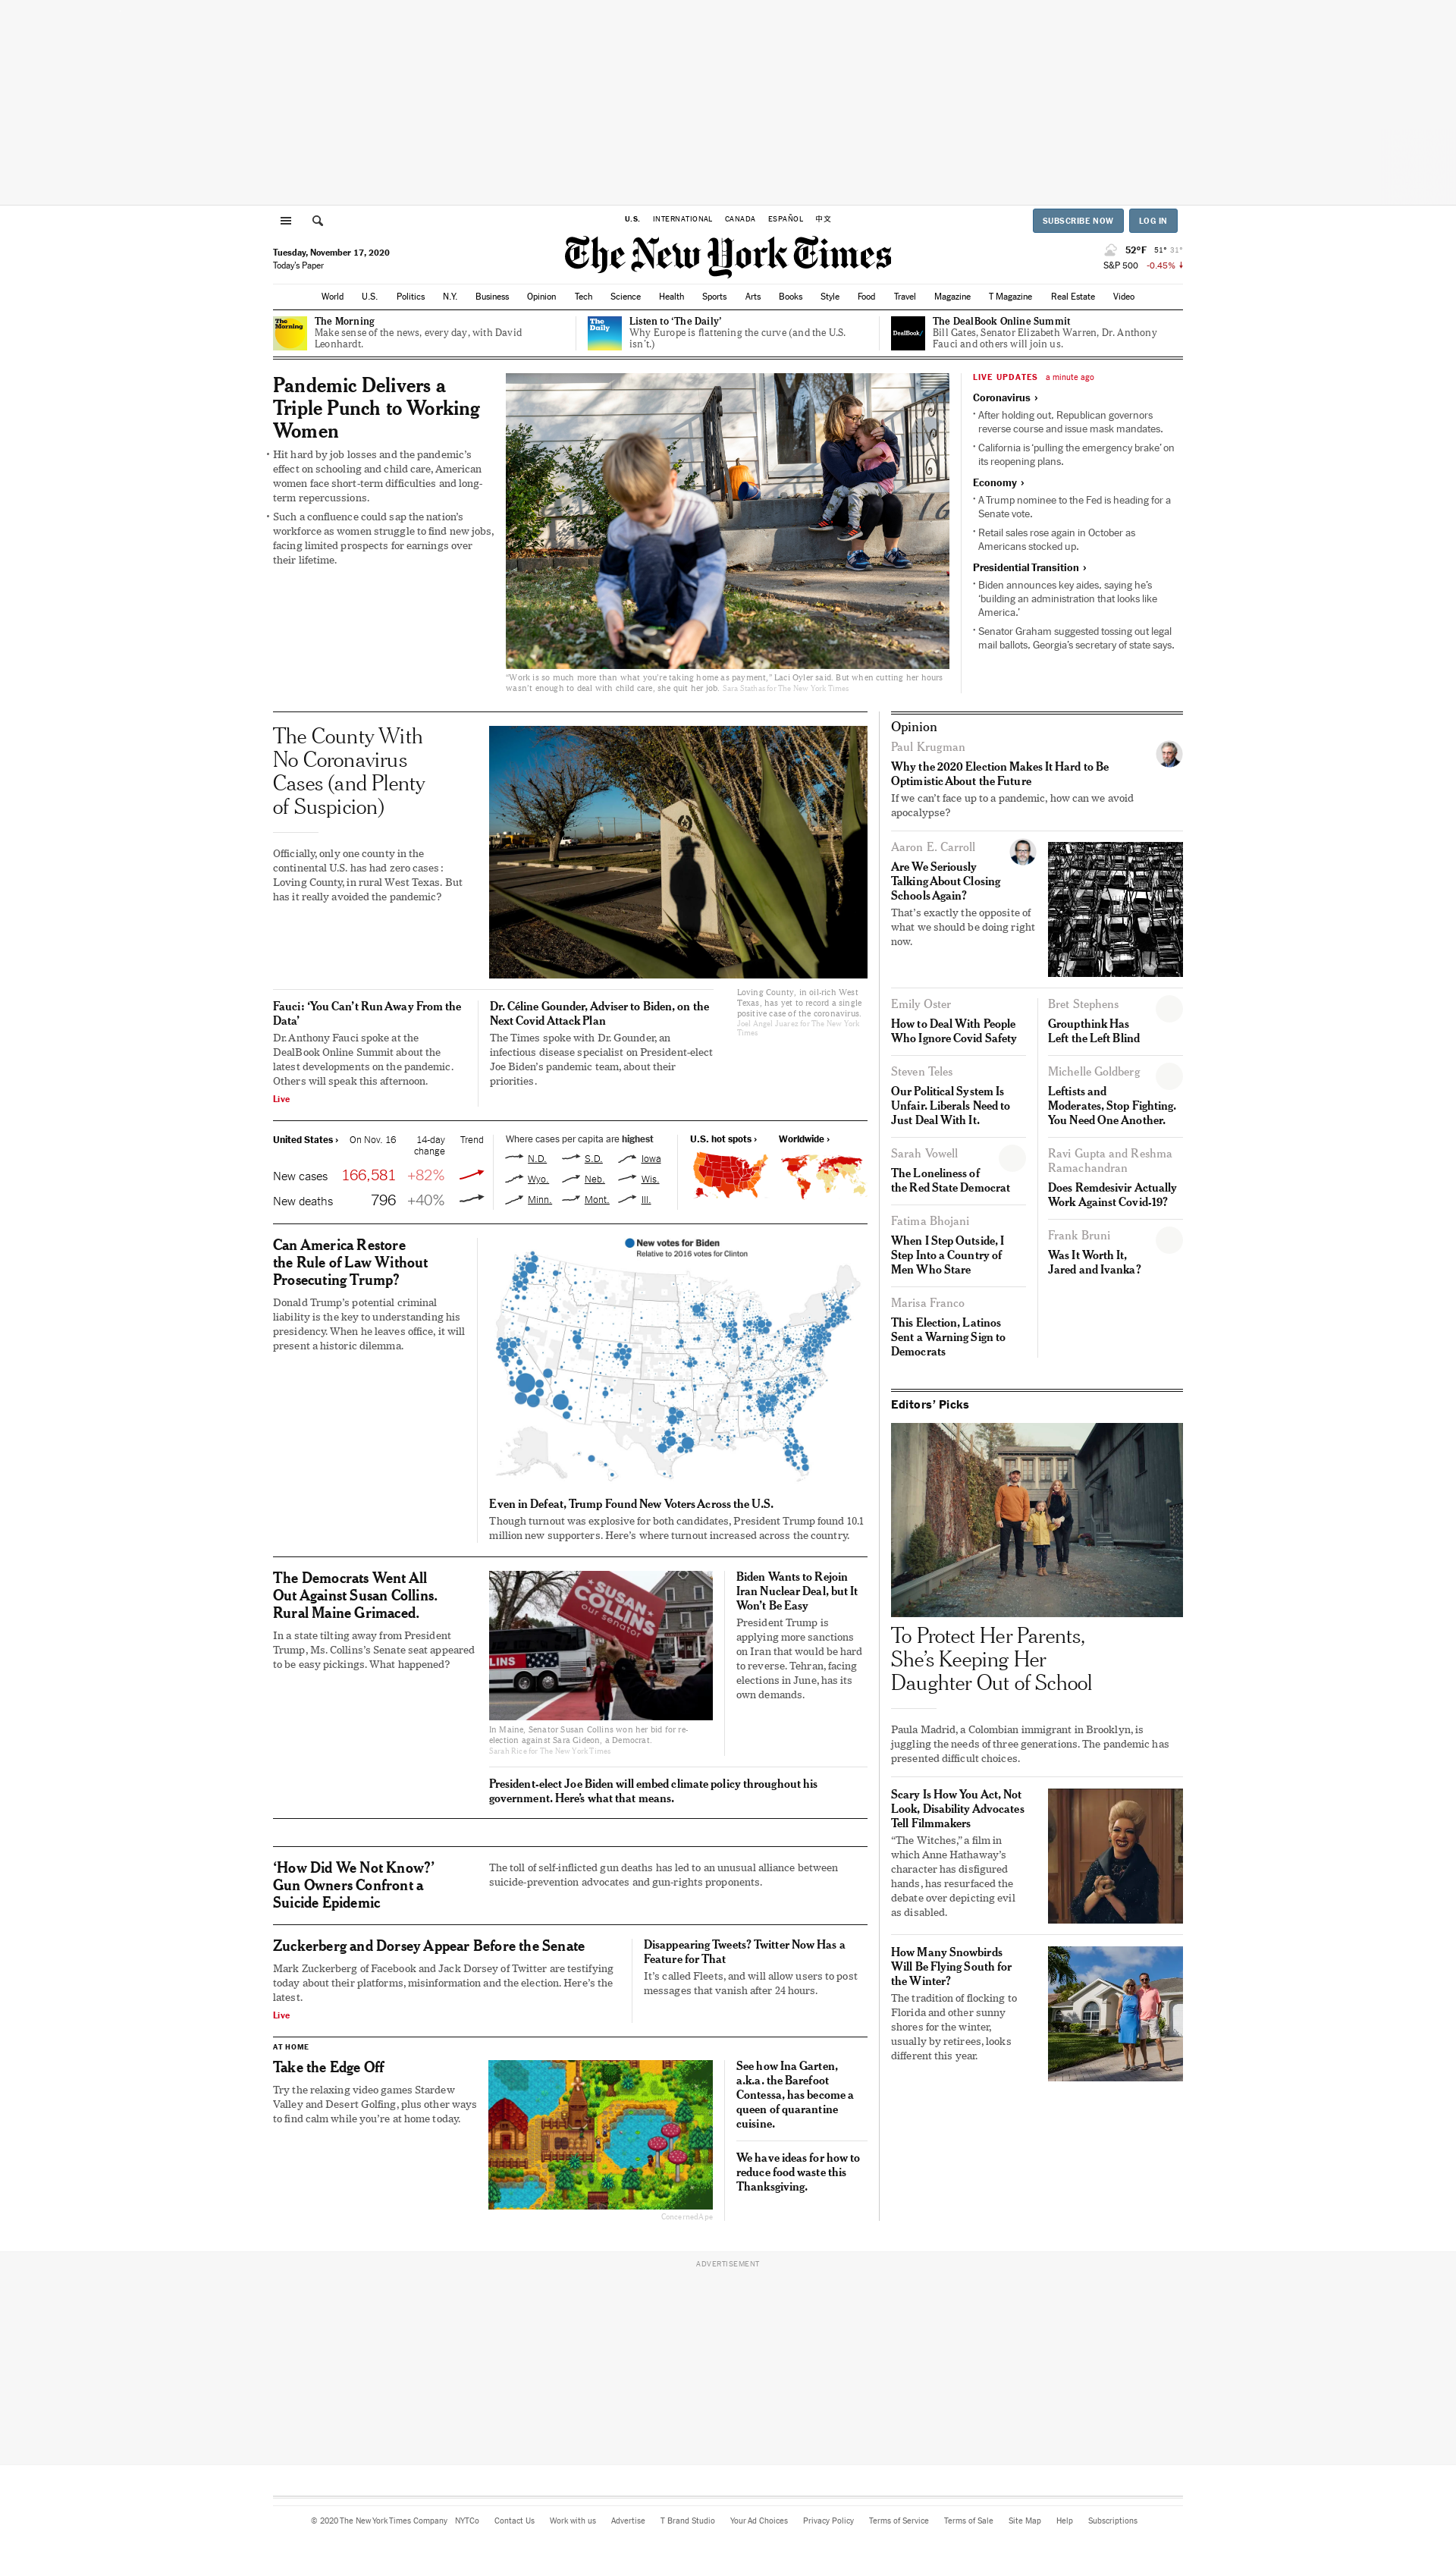 U.S. INTERNATIONAL CANADA ESPAÑOL 中文
SUBSCRIBE NOW LOG IN
Tuesday, November 17, 2020
Today's Paper
The New York Times
52°F 51° 31°
S&P 500 -0.45%
World U.S. Politics N.Y. Business Opinion Tech Science Health Sports Arts Books Style Food Travel Magazine T Magazine Real Estate Video
The Morning
The Morning
Make sense of the news, every day, with David
Leonhardt.
The Daily
Listen to ‘The Daily’
Why Europe is flattening the curve (and the U.S.
isn’t.)
DealBook/
The DealBook Online Summit
Bill Gates, Senator Elizabeth Warren, Dr. Anthony
Fauci and others will join us.
Pandemic Delivers a
Triple Punch to Working
Women
• Hit hard by job losses and the pandemic’s
effect on schooling and child care, American
women face short-term difficulties and long-
term repercussions.
• Such a confluence could sap the nation’s
workforce as women struggle to find new jobs,
facing limited prospects for earnings over
their lifetime.
“Work is so much more than what you’re taking home as payment,” Laci Oyler said. But when cutting her hours
wasn’t enough to deal with child care, she quit her job. Sara Stathas for The New York Times
LIVE UPDATES a minute ago
Coronavirus ›
• After holding out, Republican governors
reverse course and issue mask mandates.
• California is ‘pulling the emergency brake’ on
its reopening plans.
Economy ›
• A Trump nominee to the Fed is heading for a
Senate vote.
• Retail sales rose again in October as
Americans stocked up.
Presidential Transition ›
• Biden announces key aides, saying he’s
‘building an administration that looks like
America.’
• Senator Graham suggested tossing out legal
mail ballots, Georgia’s secretary of state says.
The County With
No Coronavirus
Cases (and Plenty
of Suspicion)
Officially, only one county in the
continental U.S. has had zero cases:
Loving County, in rural West Texas. But
has it really avoided the pandemic?
Loving County, in oil-rich West
Texas, has yet to record a single
positive case of the coronavirus.
Joel Angel Juarez for The New York
Times
Fauci: ‘You Can’t Run Away From the
Data’
Dr. Anthony Fauci spoke at the
DealBook Online Summit about the
latest developments on the pandemic.
Others will speak this afternoon.
Live
Dr. Céline Gounder, Adviser to Biden, on the
Next Covid Attack Plan
The Times spoke with Dr. Gounder, an
infectious disease specialist on President-elect
Joe Biden’s pandemic team, about their
priorities.
United States › On Nov. 16 14-day
change Trend
New cases 166,581 +82%
New deaths 796 +40%
Where cases per capita are highest
N.D. S.D. Iowa
Wyo. Neb. Wis.
Minn. Mont. Ill.
U.S. hot spots › Worldwide ›
Can America Restore
the Rule of Law Without
Prosecuting Trump?
Donald Trump’s potential criminal
liability is the key to understanding his
presidency. When he leaves office, it will
present a historic dilemma.
New votes for Biden
Relative to 2016 votes for Clinton
Even in Defeat, Trump Found New Voters Across the U.S.
Though turnout was explosive for both candidates, President Trump found 10.1
million new supporters. Here’s where turnout increased across the country.
The Democrats Went All
Out Against Susan Collins.
Rural Maine Grimaced.
In a state tilting away from President
Trump, Ms. Collins’s Senate seat appeared
to be easy pickings. What happened?
SUSAN
COLLINS
our senator
LINS
In Maine, Senator Susan Collins won her bid for re-
election against Sara Gideon, a Democrat.
Sarah Rice for The New York Times
Biden Wants to Rejoin
Iran Nuclear Deal, but It
Won’t Be Easy
President Trump is
applying more sanctions
on Iran that would be hard
to reverse. Tehran, facing
elections in June, has its
own demands.
President-elect Joe Biden will embed climate policy throughout his
government. Here’s what that means.
‘How Did We Not Know?’
Gun Owners Confront a
Suicide Epidemic
The toll of self-inflicted gun deaths has led to an unusual alliance between
suicide-prevention advocates and gun-rights proponents.
Zuckerberg and Dorsey Appear Before the Senate
Mark Zuckerberg of Facebook and Jack Dorsey of Twitter are testifying
today about their platforms, misinformation and the election. Here’s the
latest.
Live
Disappearing Tweets? Twitter Now Has a
Feature for That
It’s called Fleets, and will allow users to post
messages that vanish after 24 hours.
AT HOME
Take the Edge Off
Try the relaxing video games Stardew
Valley and Desert Golfing, plus other ways
to find calm while you’re at home today.
ConcernedApe
See how Ina Garten,
a.k.a. the Barefoot
Contessa, has become a
queen of quarantine
cuisine.
We have ideas for how to
reduce food waste this
Thanksgiving.
Opinion
Paul Krugman
Why the 2020 Election Makes It Hard to Be
Optimistic About the Future
If we can’t face up to a pandemic, how can we avoid
apocalypse?
Aaron E. Carroll
Are We Seriously
Talking About Closing
Schools Again?
That’s exactly the opposite of
what we should be doing right
now.
Emily Oster
How to Deal With People
Who Ignore Covid Safety
Steven Teles
Our Political System Is
Unfair. Liberals Need to
Just Deal With It.
Sarah Vowell
The Loneliness of
the Red State Democrat
Fatima Bhojani
When I Step Outside, I
Step Into a Country of
Men Who Stare
Marisa Franco
This Election, Latinos
Sent a Warning Sign to
Democrats
Bret Stephens
Groupthink Has
Left the Left Blind
Michelle Goldberg
Leftists and
Moderates, Stop Fighting.
You Need One Another.
Ravi Gupta and Reshma
Ramachandran
Does Remdesivir Actually
Work Against Covid-19?
Frank Bruni
Was It Worth It,
Jared and Ivanka?
Editors’ Picks
To Protect Her Parents,
She’s Keeping Her
Daughter Out of School
Paula Madrid, a Colombian immigrant in Brooklyn, is
juggling the needs of three generations. The pandemic has
presented difficult choices.
Scary Is How You Act, Not
Look, Disability Advocates
Tell Filmmakers
“The Witches,” a film in
which Anne Hathaway’s
character has disfigured
hands, has resurfaced the
debate over depicting evil
as disabled.
How Many Snowbirds
Will Be Flying South for
the Winter?
The tradition of flocking to
Florida and other sunny
shores for the winter,
usually by retirees, looks
different this year.
ADVERTISEMENT
© 2020 The New York Times Company NYTCo Contact Us Work with us Advertise T Brand Studio Your Ad Choices Privacy Policy Terms of Service Terms of Sale Site Map Help Subscriptions